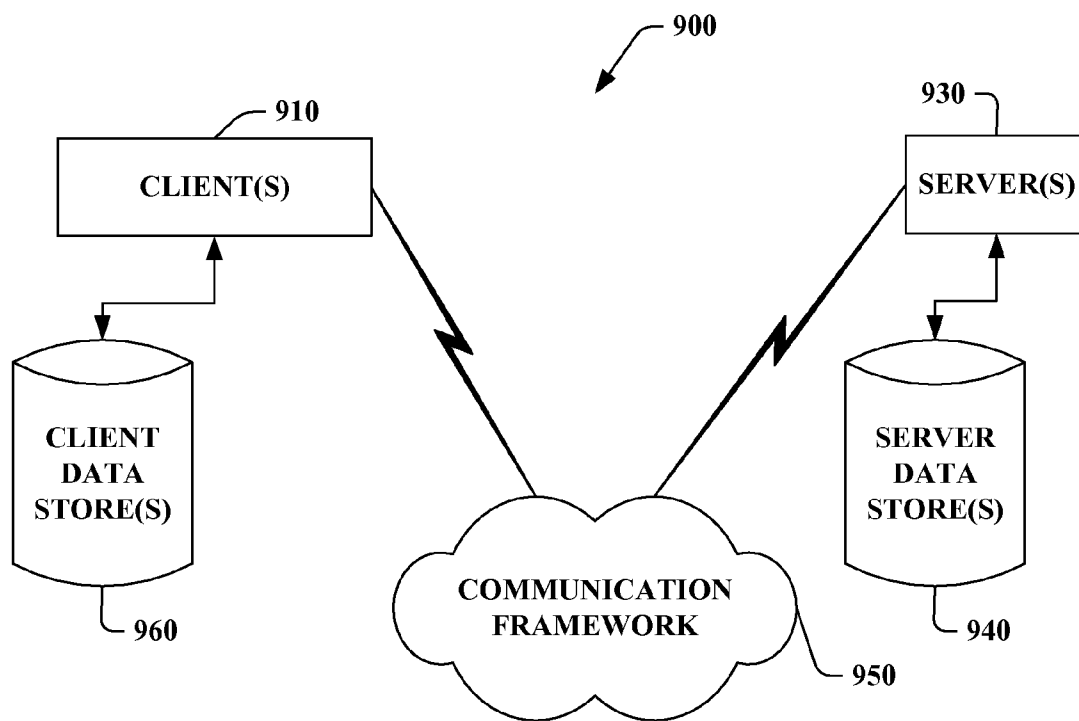 900
910
930
CLIENT(S)
SERVER(S)
CLIENT
DATA
STORE(S)
SERVER
DATA
STORE(S)
COMMUNICATION
FRAMEWORK
960
940
950